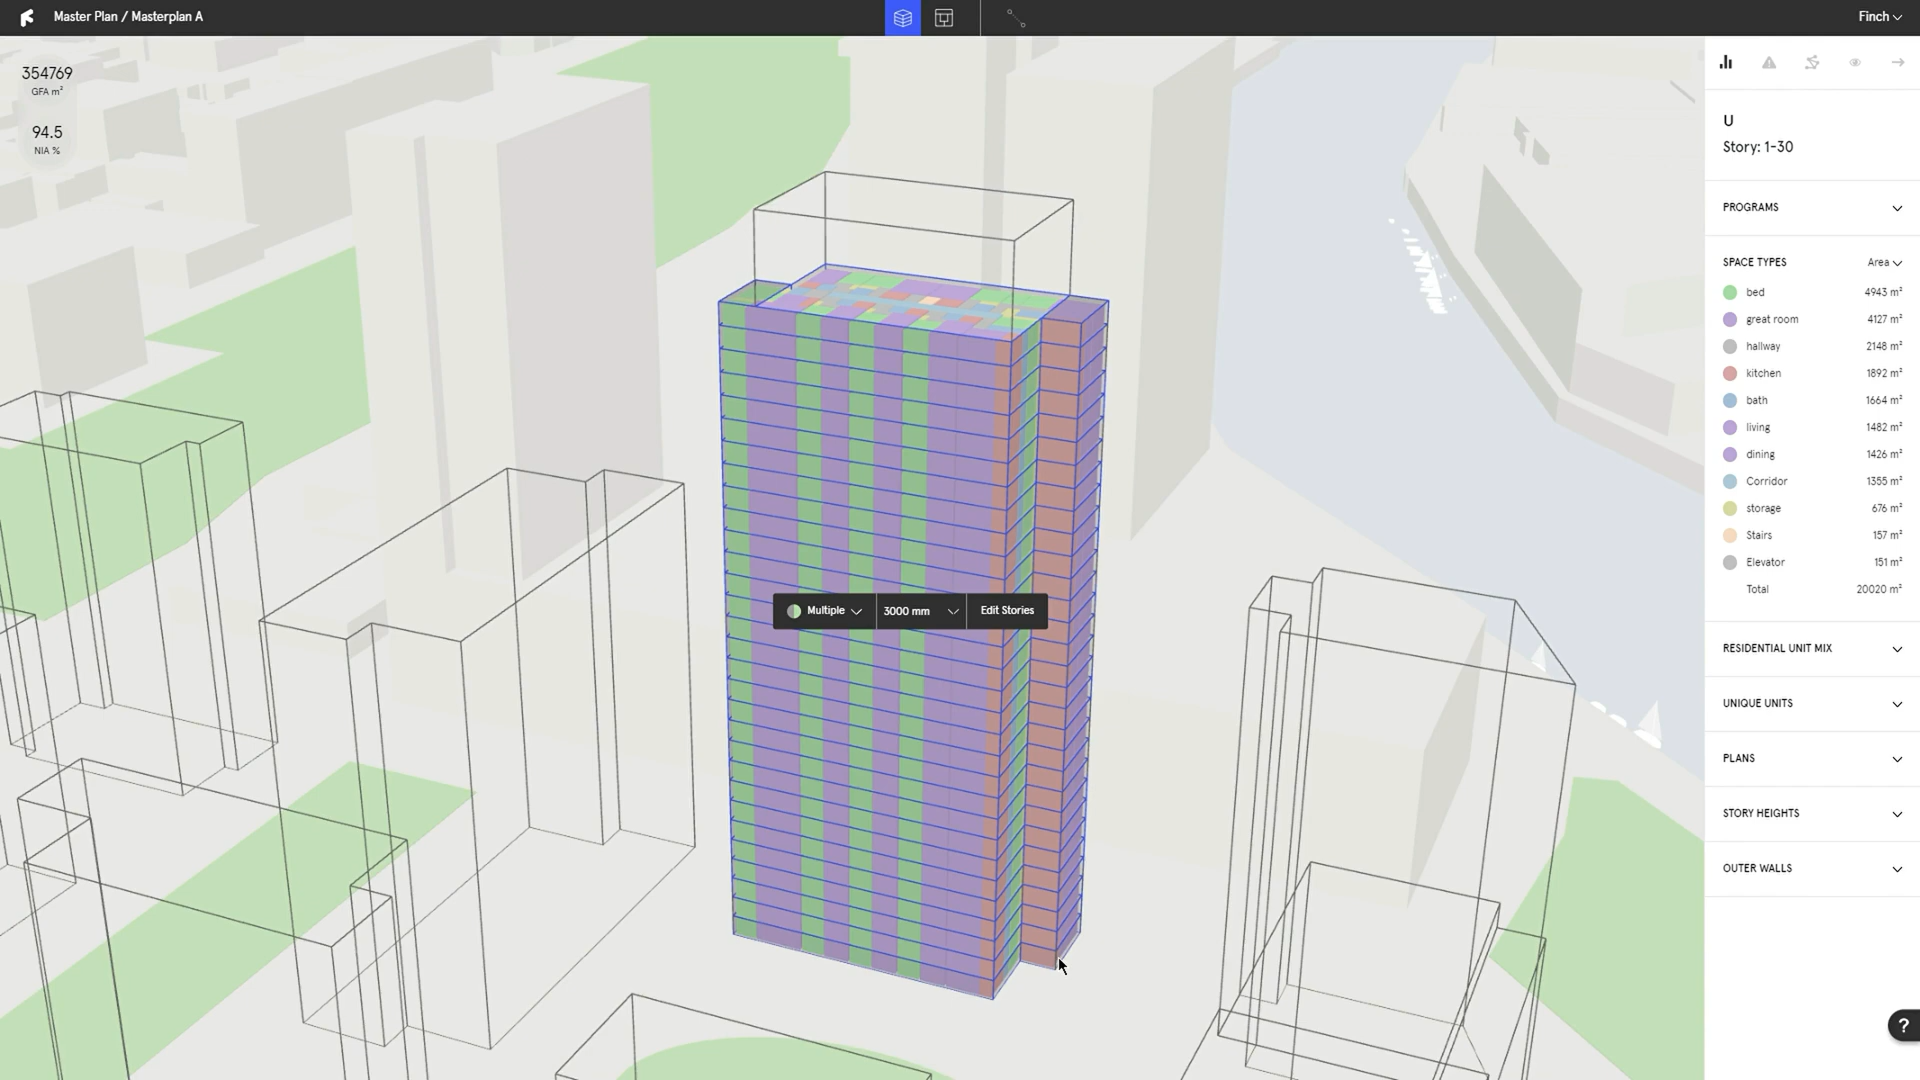 Master Plan / Masterplan A
Finch
354769
GFA m²
94.5
NIA %
U
Story: 1-30
PROGRAMS
SPACE TYPES Area
bed 4943 m²
great room 4127 m²
hallway 2148 m²
kitchen 1892 m²
bath 1664 m²
living 1482 m²
dining 1426 m²
Corridor 1355 m²
storage 676 m²
Stairs 157 m²
Elevator 151 m²
Total 20020 m²
Multiple 3000 mm Edit Stories
RESIDENTIAL UNIT MIX
UNIQUE UNITS
PLANS
STORY HEIGHTS
OUTER WALLS
?